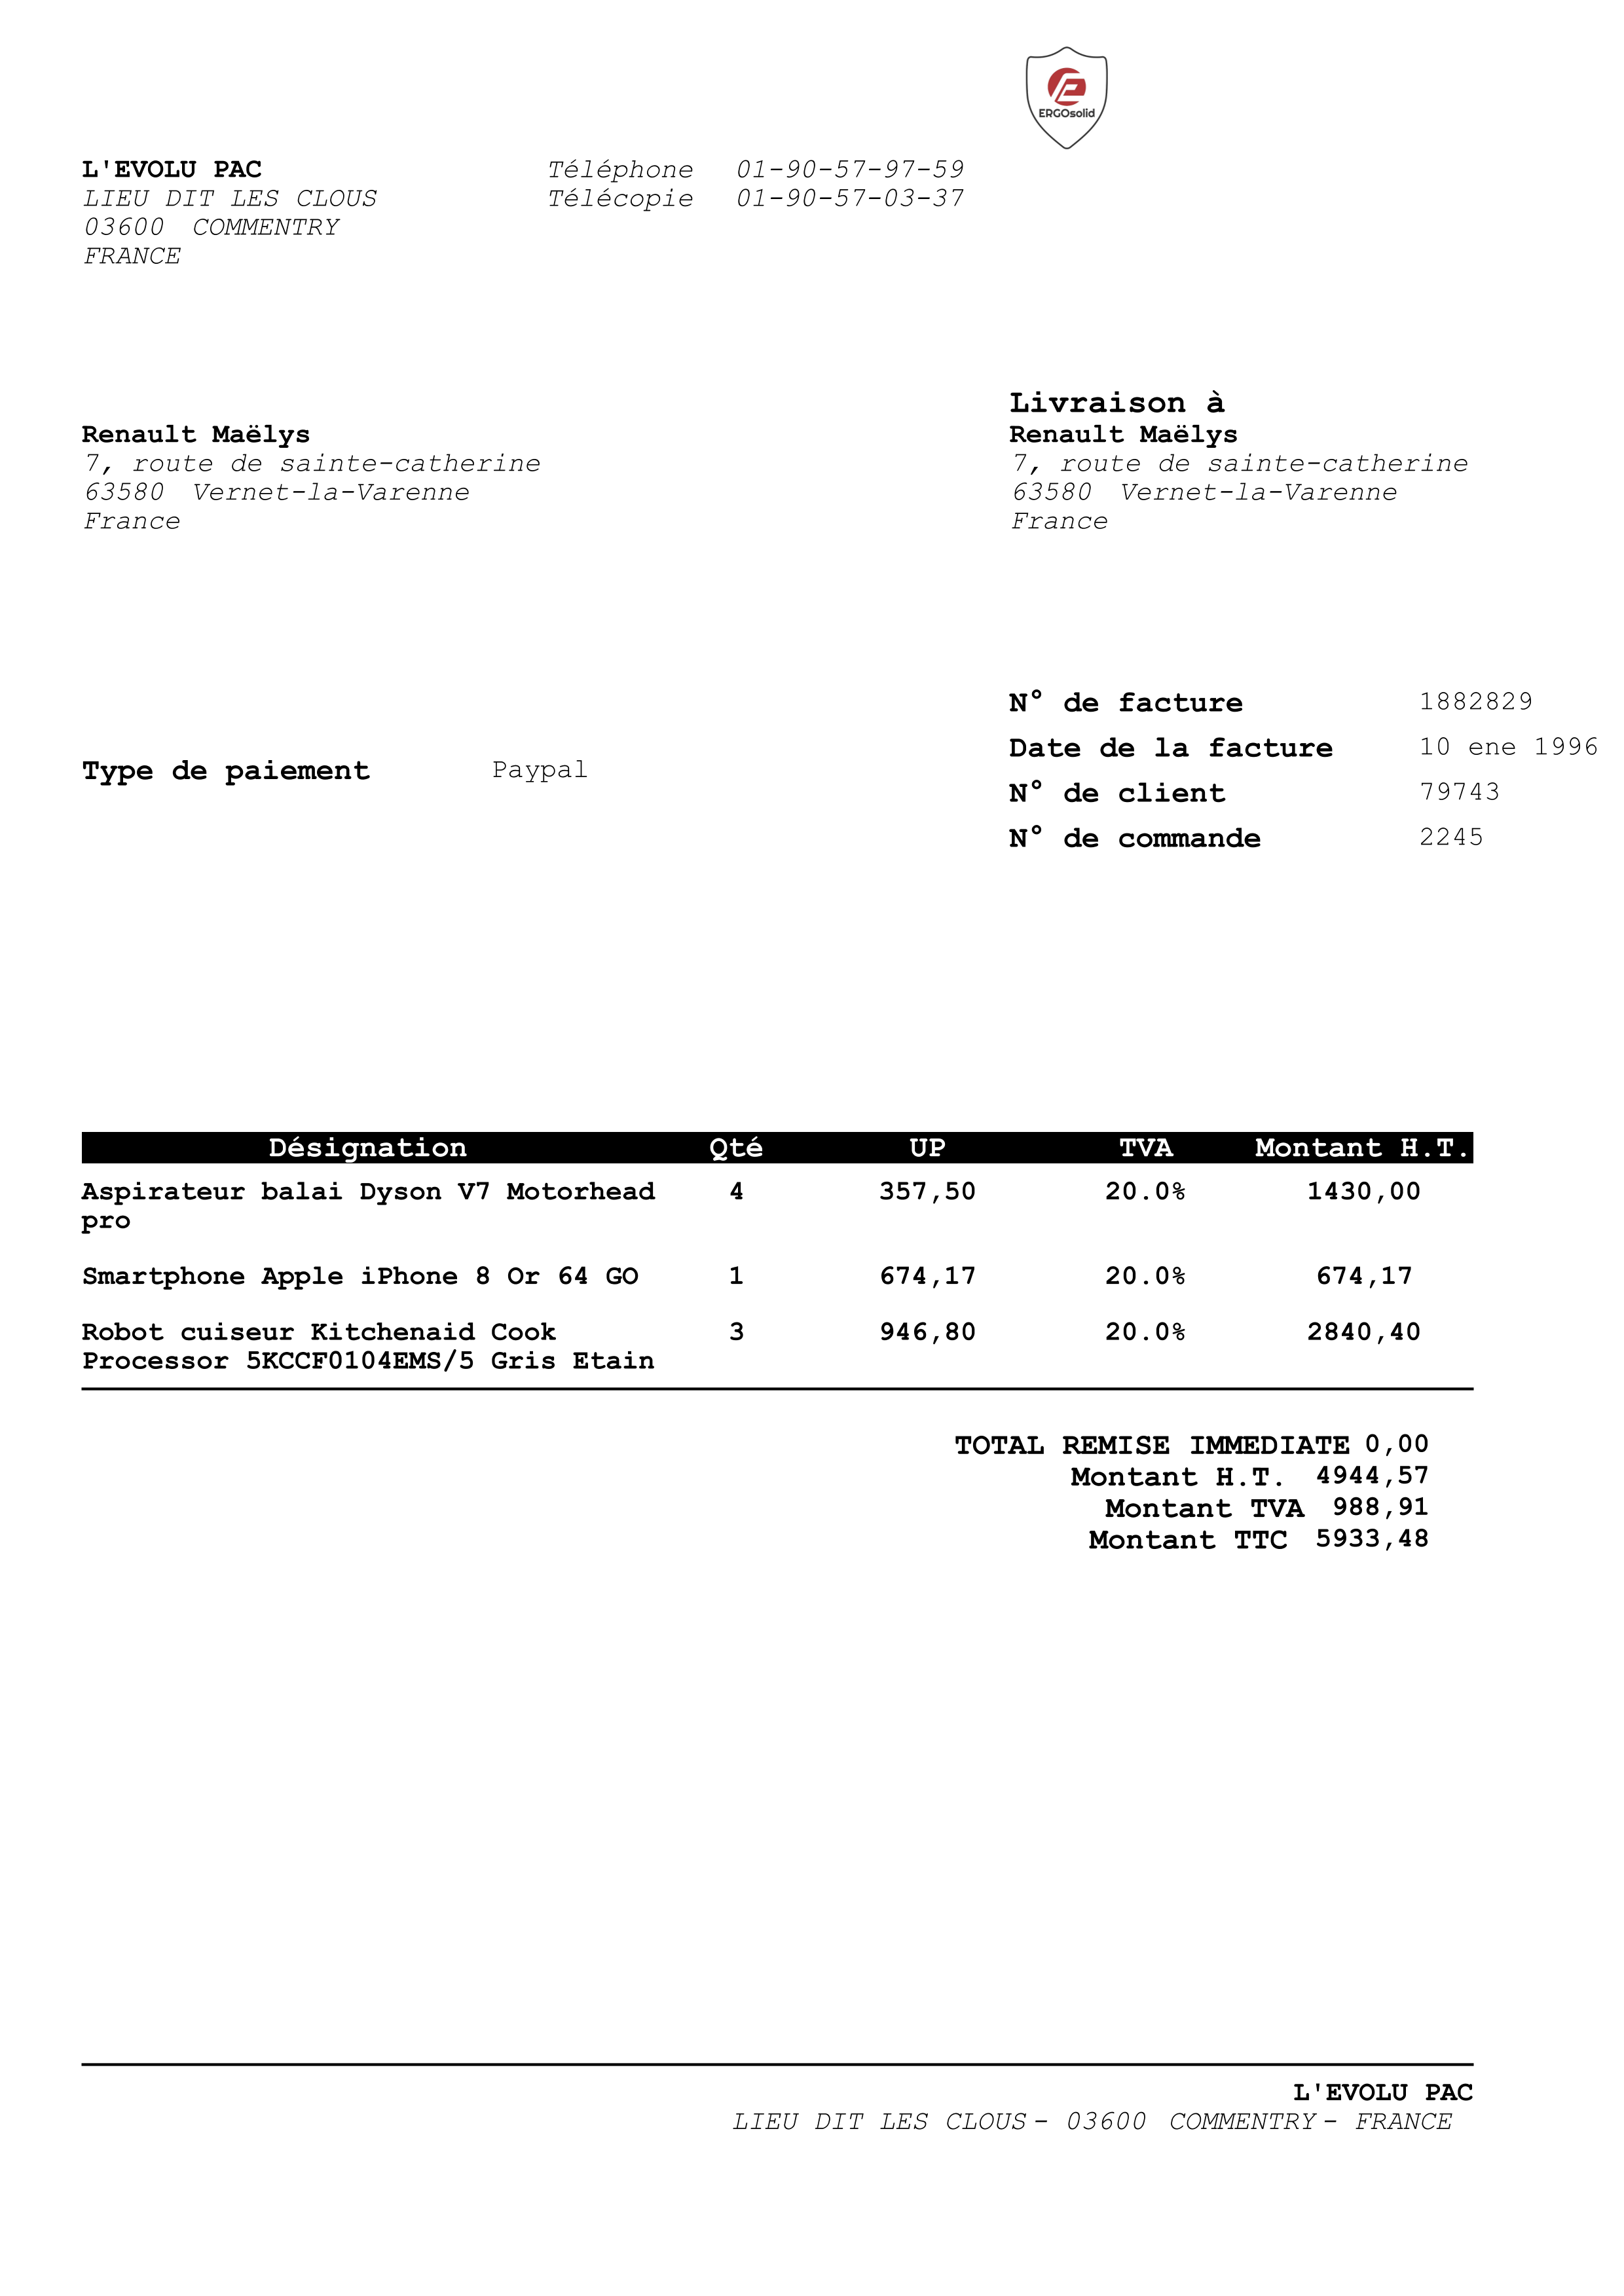 ERGOsolid
L'EVOLU PAC
LIEU DIT LES CLOUS
03600 COMMENTRY
FRANCE
Téléphone 01-90-57-97-59
Télécopie 01-90-57-03-37
Renault Maëlys
7, route de sainte-catherine
63580 Vernet-la-Varenne
France
Livraison à
Renault Maëlys
7, route de sainte-catherine
63580 Vernet-la-Varenne
France
Type de paiement Paypal
N° de facture 1882829
Date de la facture 10 ene 1996
N° de client 79743
N° de commande 2245
Désignation Qté UP TVA Montant H.T.
Aspirateur balai Dyson V7 Motorhead 4 357,50 20.0% 1430,00
pro
Smartphone Apple iPhone 8 Or 64 GO 1 674,17 20.0% 674,17
Robot cuiseur Kitchenaid Cook 3 946,80 20.0% 2840,40
Processor 5KCCF0104EMS/5 Gris Etain
TOTAL REMISE IMMEDIATE 0,00
Montant H.T. 4944,57
Montant TVA 988,91
Montant TTC 5933,48
L'EVOLU PAC
LIEU DIT LES CLOUS - 03600 COMMENTRY - FRANCE